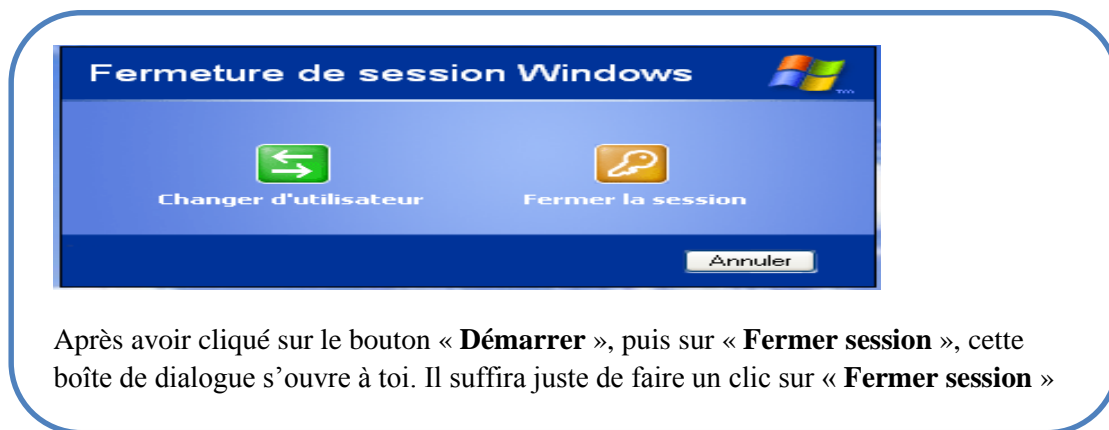 Fermeture de session Windows
Changer d'utilisateur Fermer la session
Annuler
Après avoir cliqué sur le bouton « Démarrer », puis sur « Fermer session », cette
boîte de dialogue s’ouvre à toi. Il suffira juste de faire un clic sur « Fermer session »